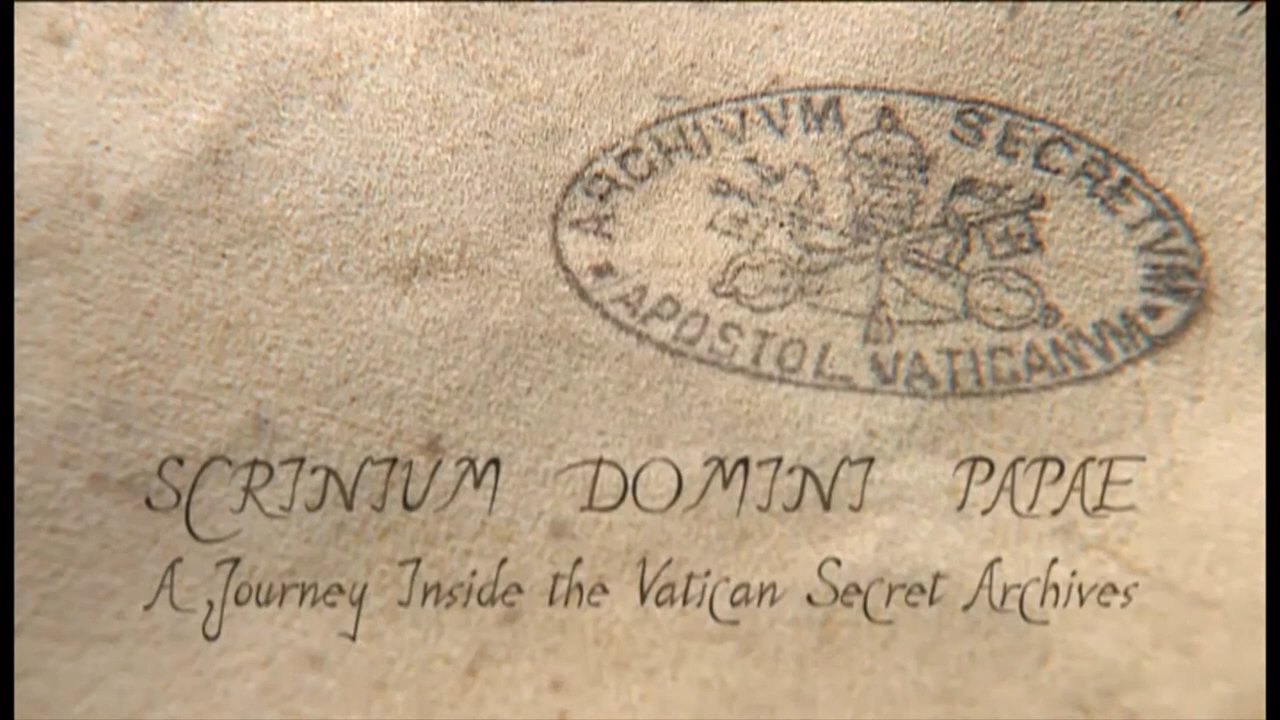 ARCHIVVM SECRETVM
APOSTOL. VATICANVM
SCRINIUM DOMINI PAPAE
A Journey Inside the Vatican Secret Archives